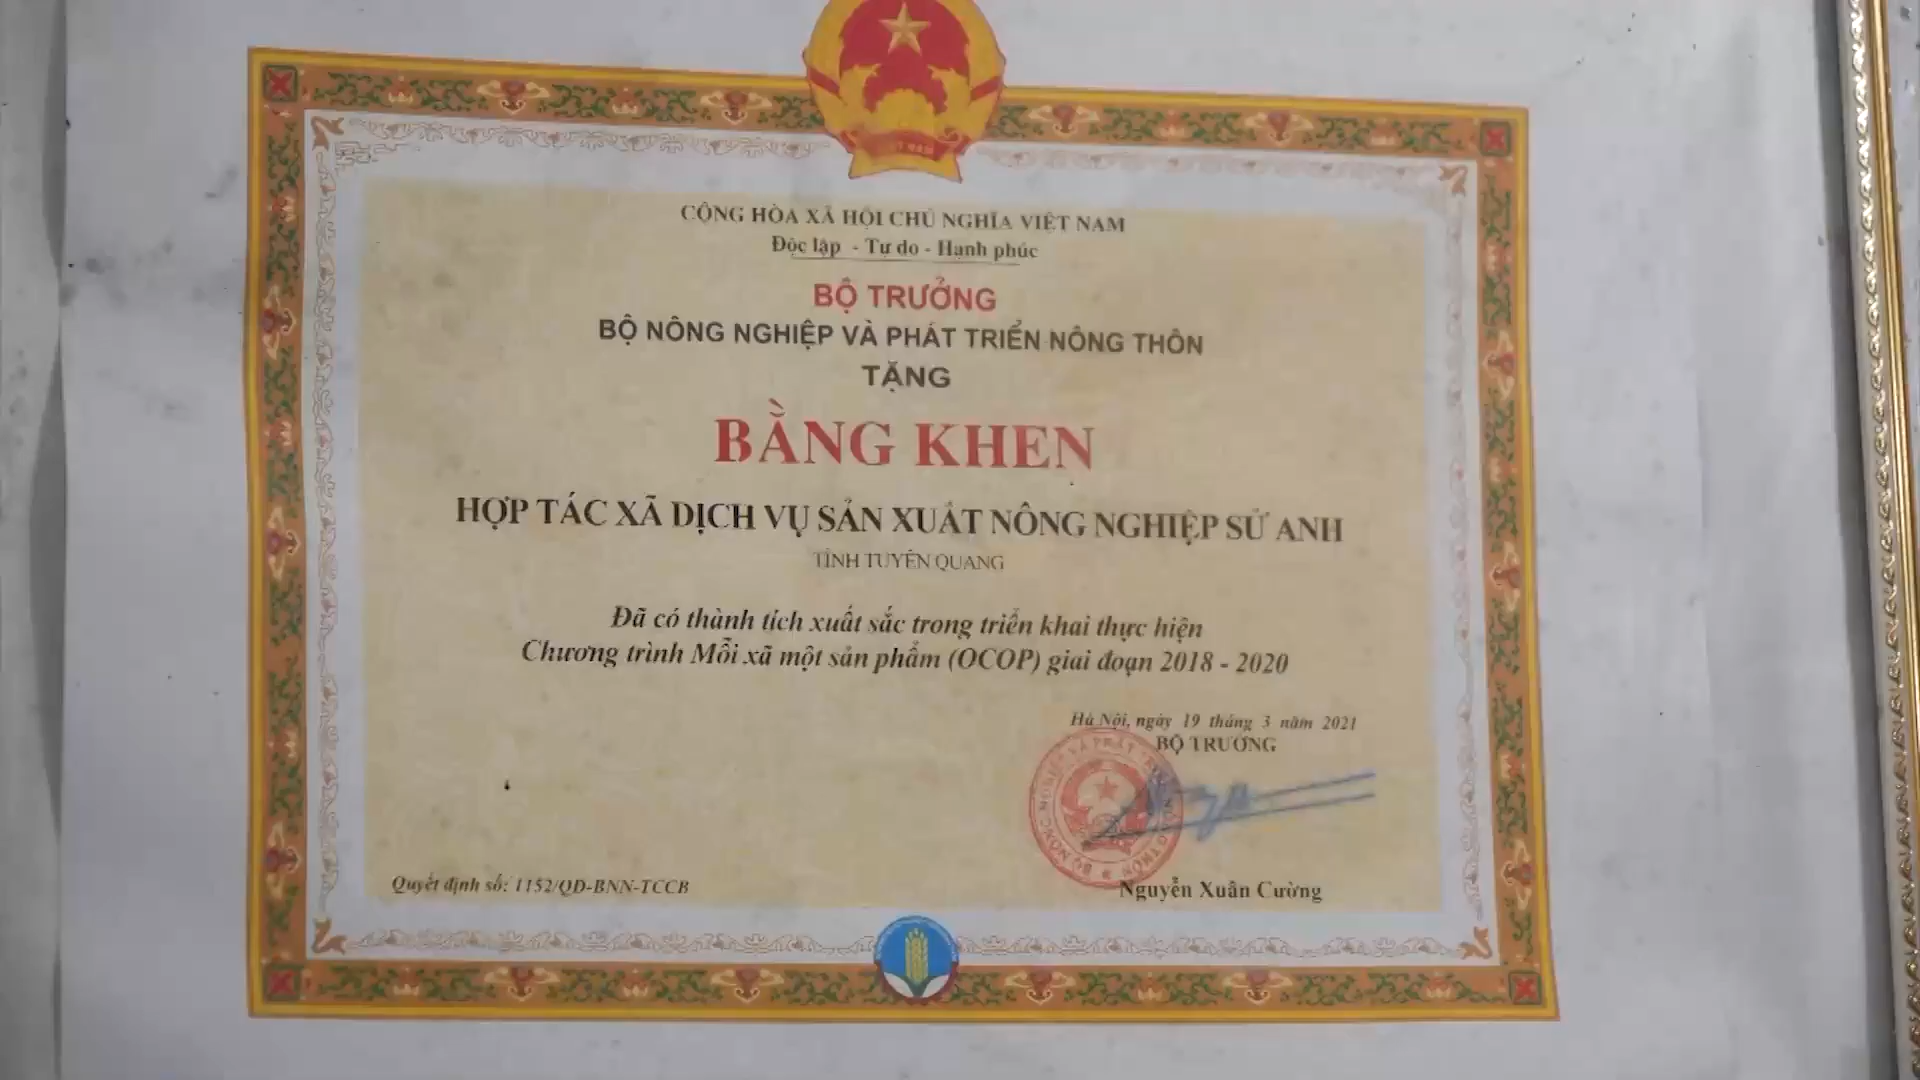 CỘNG HÒA XÃ HỘI CHỦ NGHĨA VIỆT NAM
Độc lập - Tự do - Hạnh phúc
BỘ TRƯỞNG
BỘ NÔNG NGHIỆP VÀ PHÁT TRIỂN NÔNG THÔN
TẶNG
BẰNG KHEN
HỢP TÁC XÃ DỊCH VỤ SẢN XUẤT NÔNG NGHIỆP SỬ ANH
TỈNH TUYÊN QUANG
Đã có thành tích xuất sắc trong triển khai thực hiện
Chương trình Mỗi xã một sản phẩm (OCOP) giai đoạn 2018 - 2020
Hà Nội, ngày 19 tháng 3 năm 2021
BỘ TRƯỞNG
Quyết định số: 1152/QD-BNN-TCCB
Nguyễn Xuân Cường